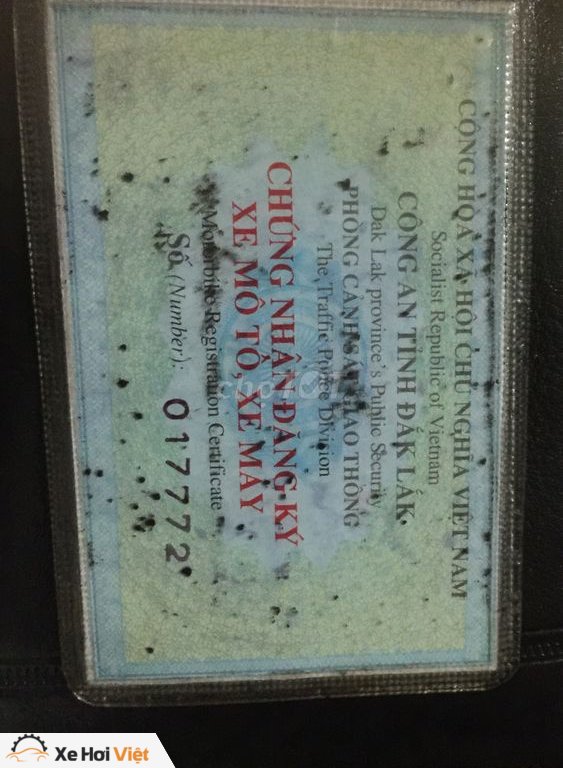 CỘNG HÒA XÃ HỘI CHỦ NGHĨA VIỆT NAM
Socialist Republic of Vietnam
CÔNG AN TỈNH ĐẮK LẮK
Dak Lak province's Public Security
PHÒNG CẢNH SÁT GIAO THÔNG
The Traffic Police Division
CHỨNG NHẬN ĐĂNG KÝ
XE MÔ TÔ, XE MÁY
Motorbike Registration Certificate
Số (Number): 017772
Xe Hơi Việt